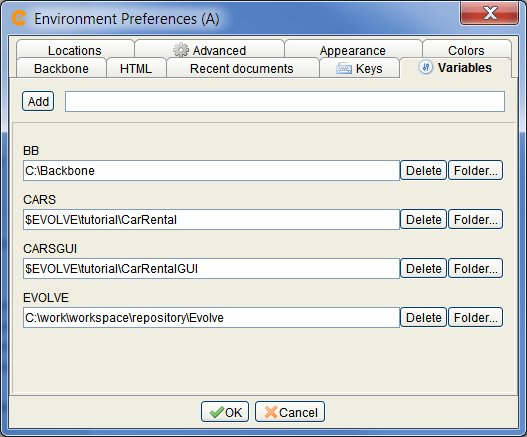 Environment Preferences (A)
Locations Advanced Appearance Colors
Backbone HTML Recent documents Keys Variables
Add
BB
C:\Backbone Delete Folder...
CARS
$EVOLVE\tutorial\CarRental Delete Folder...
CARSGUI
$EVOLVE\tutorial\CarRentalGUI Delete Folder...
EVOLVE
C:\work\workspace\repository\Evolve Delete Folder...
OK Cancel